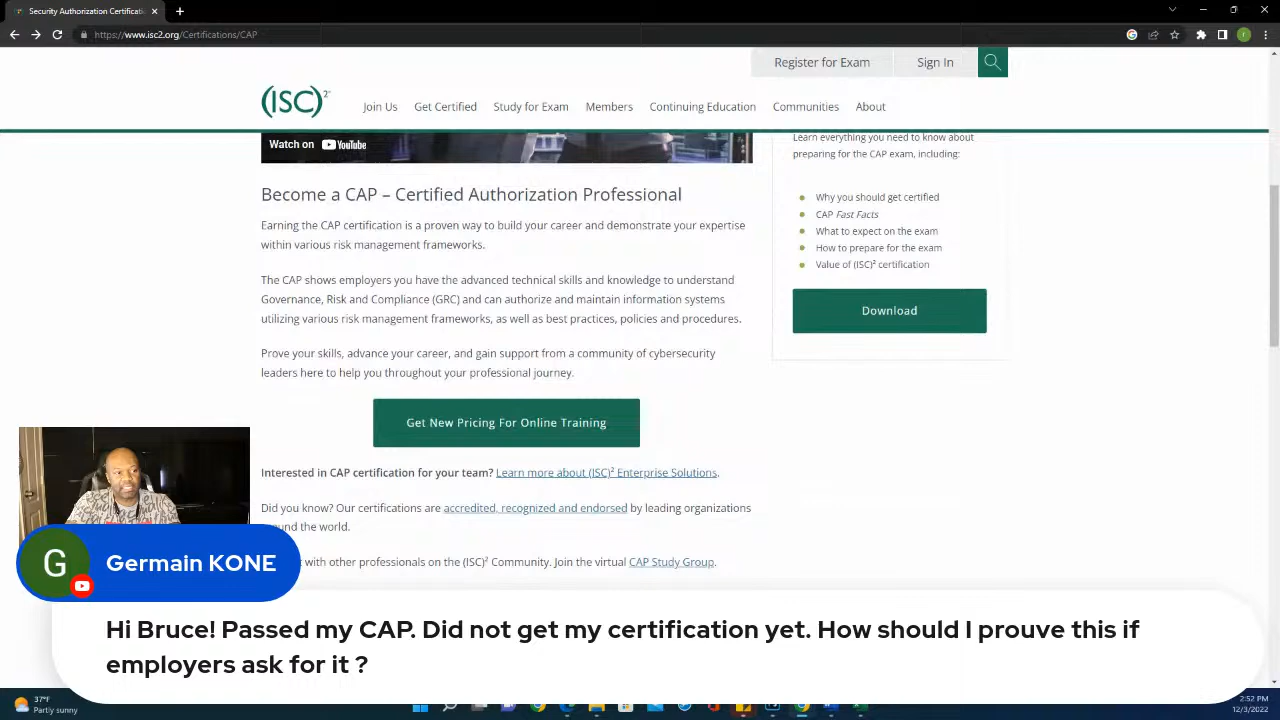 Security Authorization Certificati
https://www.isc2.org/Certifications/CAP
Register for Exam Sign In
(ISC)²
Join Us Get Certified Study for Exam Members Continuing Education Communities About
Watch on YouTube
Learn everything you need to know about
preparing for the CAP exam, including:
Why you should get certified
CAP Fast Facts
What to expect on the exam
How to prepare for the exam
Value of (ISC)² certification
Download
Become a CAP – Certified Authorization Professional
Earning the CAP certification is a proven way to build your career and demonstrate your expertise
within various risk management frameworks.
The CAP shows employers you have the advanced technical skills and knowledge to understand
Governance, Risk and Compliance (GRC) and can authorize and maintain information systems
utilizing various risk management frameworks, as well as best practices, policies and procedures.
Prove your skills, advance your career, and gain support from a community of cybersecurity
leaders here to help you throughout your professional journey.
Get New Pricing For Online Training
Interested in CAP certification for your team? Learn more about (ISC)² Enterprise Solutions.
Did you know? Our certifications are accredited, recognized and endorsed by leading organizations
the world.
with other professionals on the (ISC)² Community. Join the virtual CAP Study Group.
G
Germain KONE
Hi Bruce! Passed my CAP. Did not get my certification yet. How should I prouve this if
employers ask for it ?
37°F
Partly sunny
2:52 PM
12/3/2022